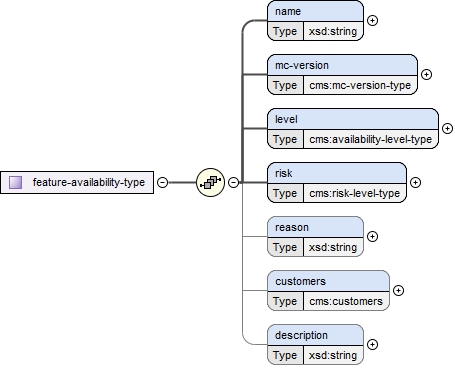 name
Type xsd:string
mc-version
Type cms:mc-version-type
level
Type cms:availability-level-type
feature-availability-type
risk
Type cms:risk-level-type
reason
Type xsd:string
customers
Type cms:customers
description
Type xsd:string